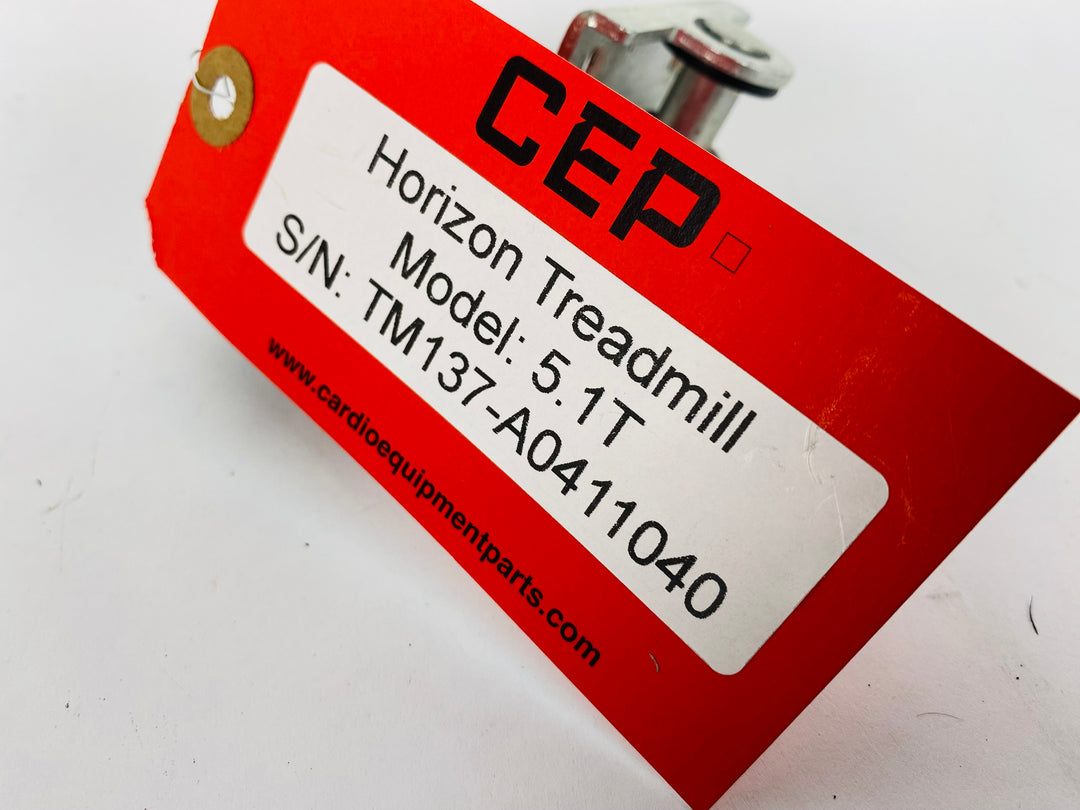 CEP
Horizon Treadmill
Model: 5.1T
S/N: TM137-A0411040
www.cardioequipmentparts.com